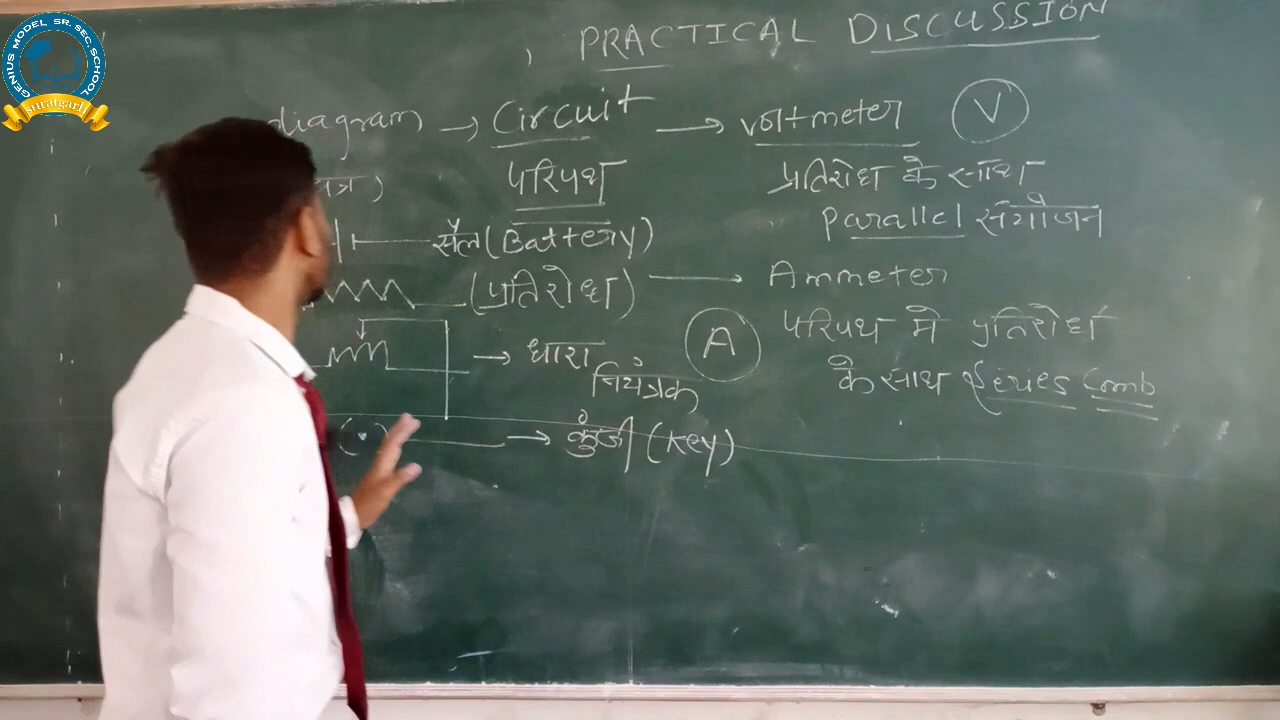 GENIUS MODEL SR. SEC. SCHOOL
suratgarh
PRACTICAL DISCUSSION
diagram → Circuit → voltmeter V
परिपथ
प्रतिरोध के साथ
parallel संयोजन
सैल (Battery)
(प्रतिरोध) → Ammeter
A
परिपथ मे प्रतिरोध
के साथ Series Comb
→ धारा
नियंत्रक
→ कुंजी (Key)